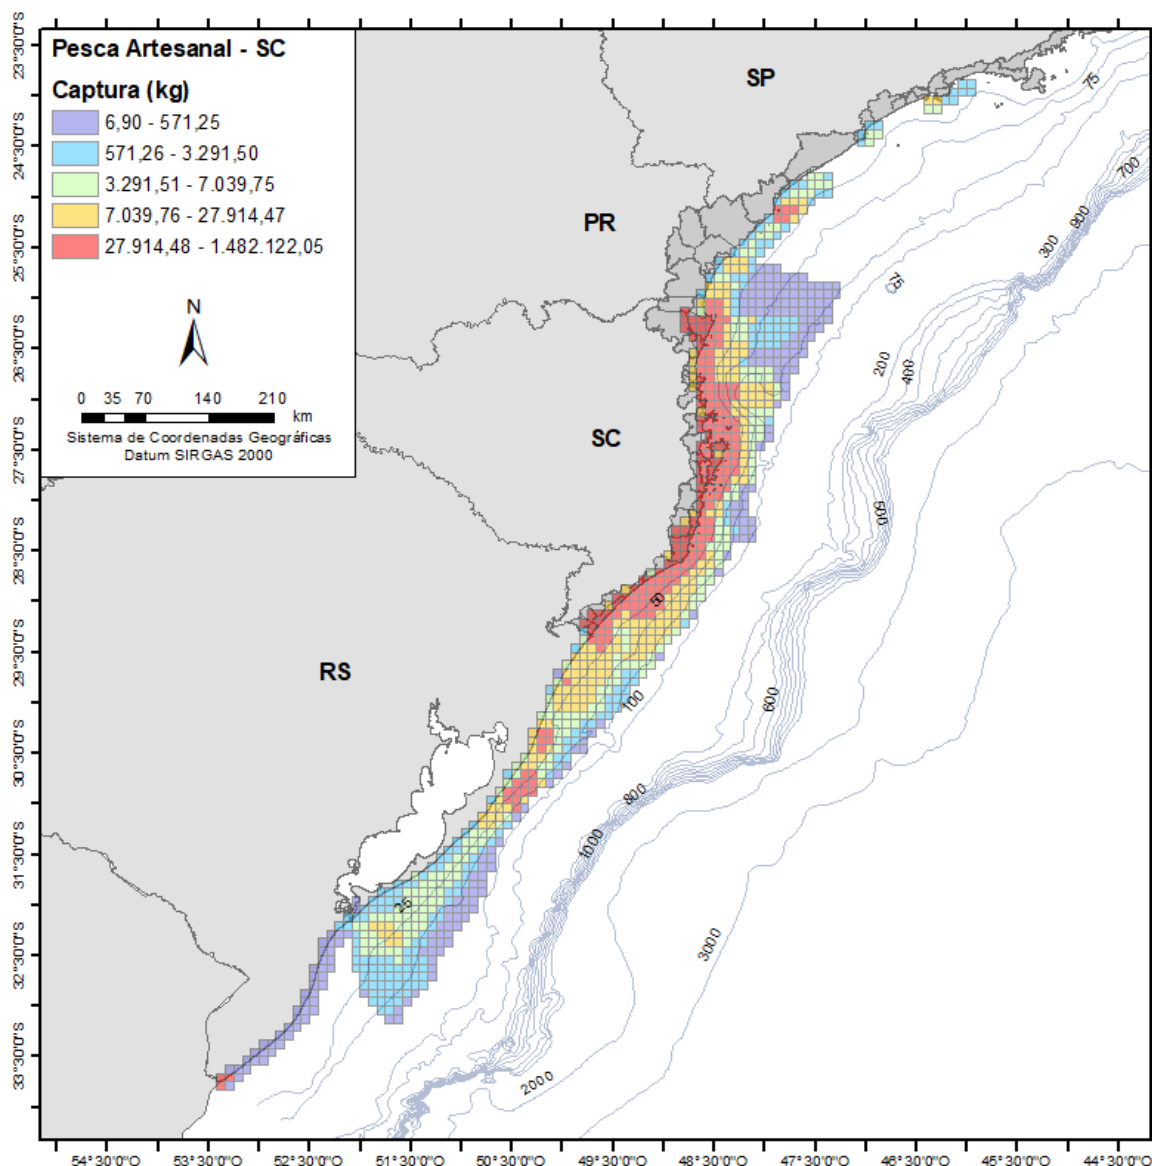 Pesca Artesanal - SC
Captura (kg)
6,90 - 571,25
571,26 - 3.291,50
3.291,51 - 7.039,75
7.039,76 - 27.914,47
27.914,48 - 1.482.122,05
N
0 35 70 140 210
km
Sistema de Coordenadas Geográficas
Datum SIRGAS 2000
SP
PR
SC
RS
75
700
900
300
75
200
400
500
50
100
600
800
1000
25
3000
2000
23°30'0"S
24°30'0"S
25°30'0"S
26°30'0"S
27°30'0"S
28°30'0"S
29°30'0"S
30°30'0"S
31°30'0"S
32°30'0"S
33°30'0"S
54°30'0"O 53°30'0"O 52°30'0"O 51°30'0"O 50°30'0"O 49°30'0"O 48°30'0"O 47°30'0"O 46°30'0"O 45°30'0"O 44°30'0"O